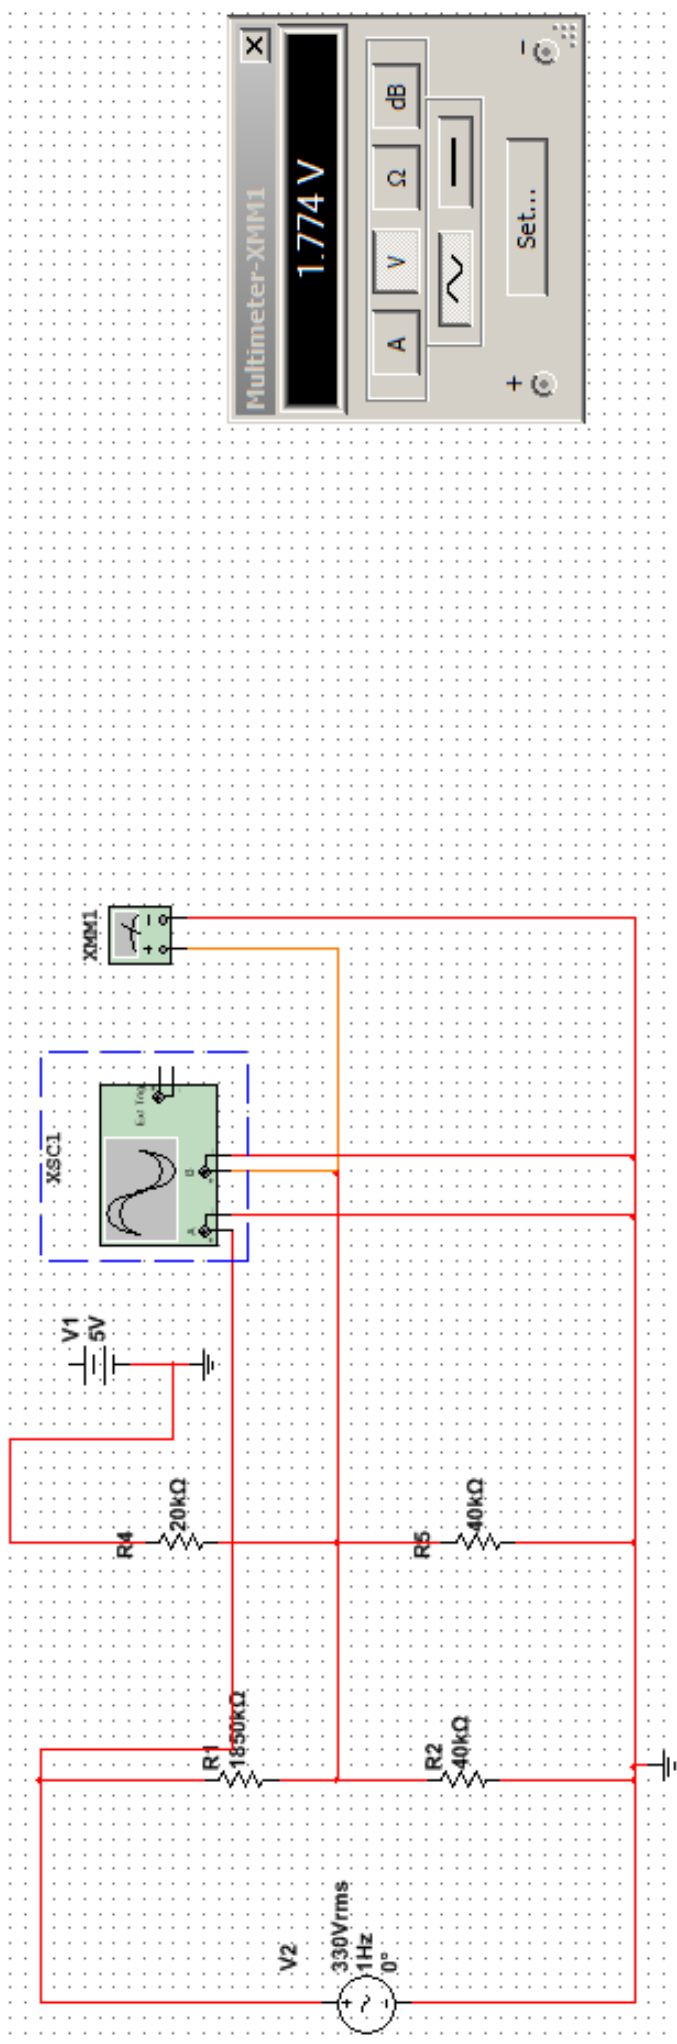 V2
330Vrms
1Hz
0°
R1
1850kΩ
R2
40kΩ
R4
20kΩ
R5
40kΩ
V1
5V
XSC1
A
B
Ext Trig
+
+
XMM1
+ −
Multimeter-XMM1
1.774 V
A V Ω dB
+ Set... −